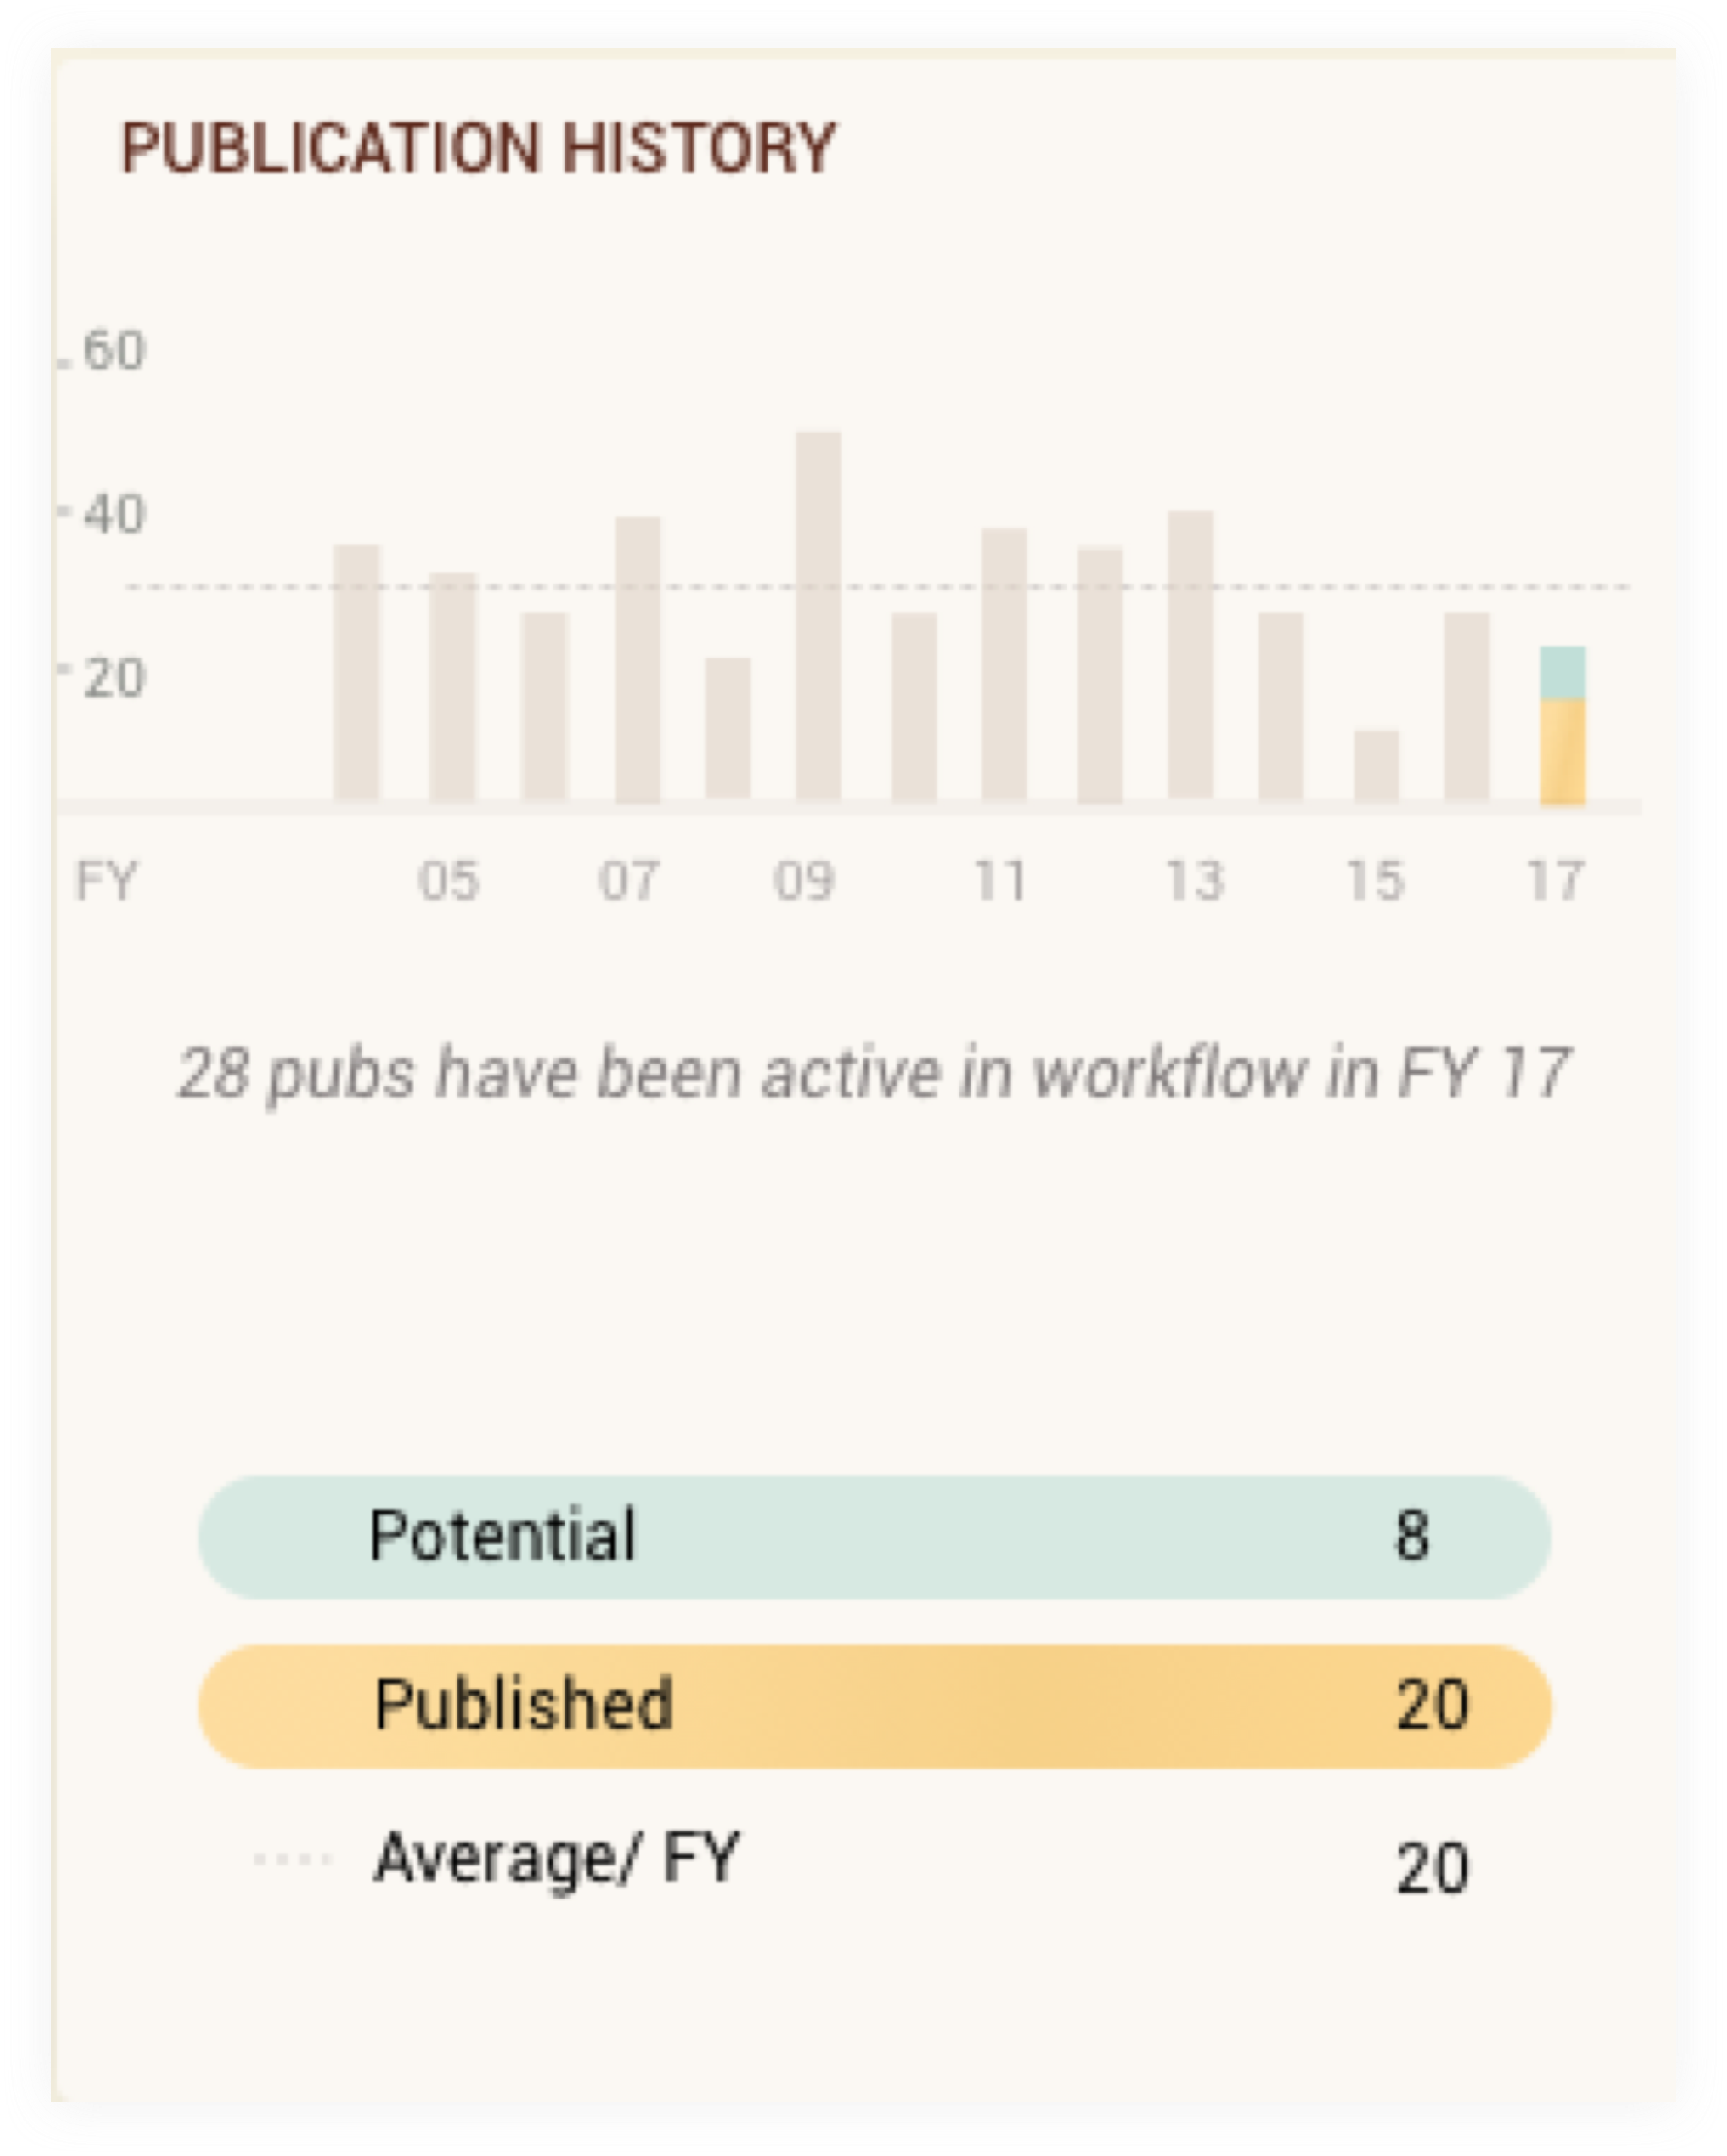 PUBLICATION HISTORY
60
40
20
FY 05 07 09 11 13 15 17
28 pubs have been active in workflow in FY 17
Potential 8
Published 20
Average/ FY 20